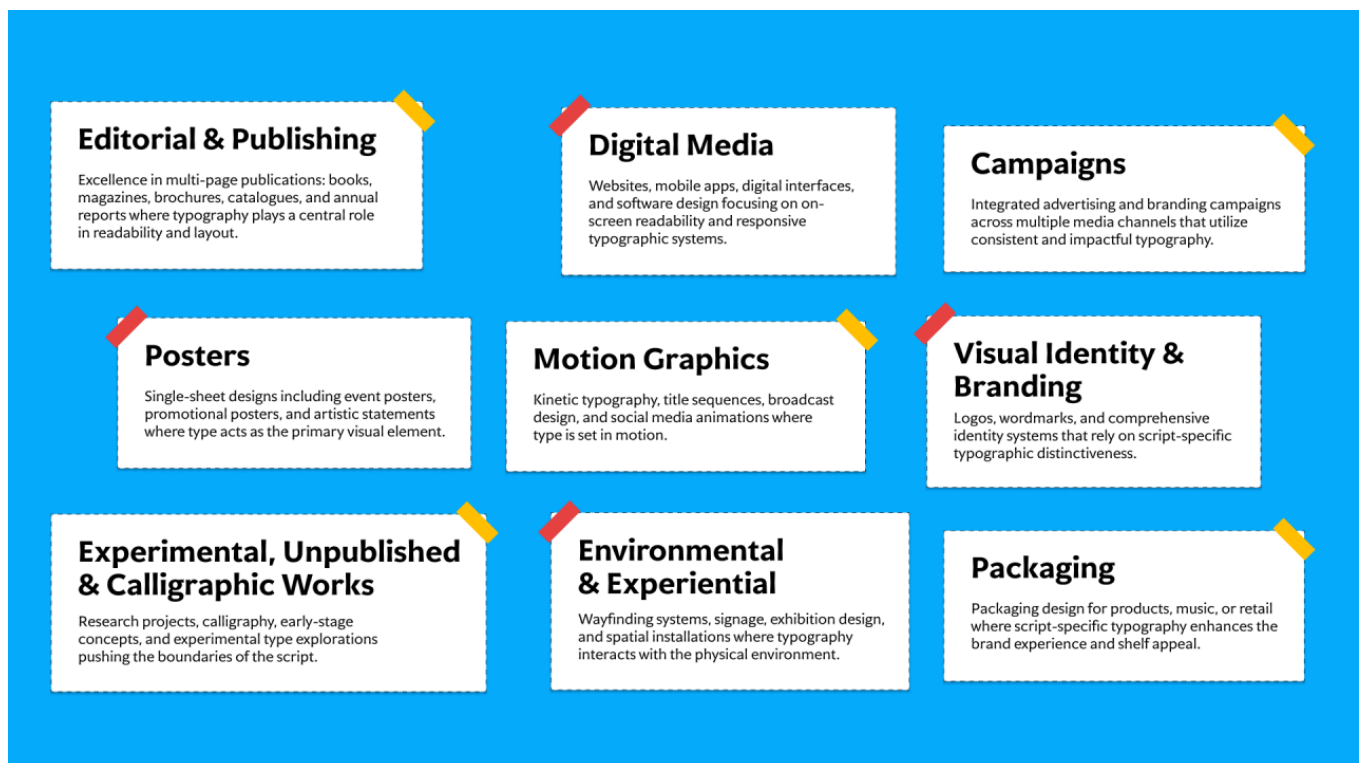 Editorial & Publishing
Excellence in multi-page publications: books,
magazines, brochures, catalogues, and annual
reports where typography plays a central role
in readability and layout.
Digital Media
Websites, mobile apps, digital interfaces,
and software design focusing on on-
screen readability and responsive
typographic systems.
Campaigns
Integrated advertising and branding campaigns
across multiple media channels that utilize
consistent and impactful typography.
Posters
Single-sheet designs including event posters,
promotional posters, and artistic statements
where type acts as the primary visual element.
Motion Graphics
Kinetic typography, title sequences, broadcast
design, and social media animations where
type is set in motion.
Visual Identity &
Branding
Logos, wordmarks, and comprehensive
identity systems that rely on script-specific
typographic distinctiveness.
Experimental, Unpublished
& Calligraphic Works
Research projects, calligraphy, early-stage
concepts, and experimental type explorations
pushing the boundaries of the script.
Environmental
& Experiential
Wayfinding systems, signage, exhibition design,
and spatial installations where typography
interacts with the physical environment.
Packaging
Packaging design for products, music, or retail
where script-specific typography enhances the
brand experience and shelf appeal.